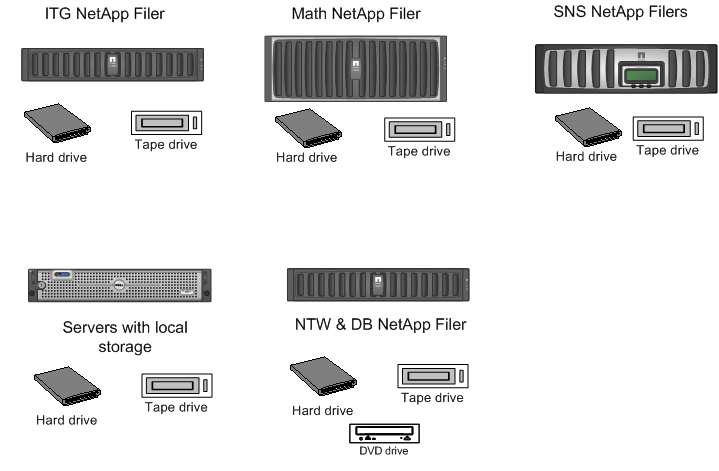 ITG NetApp Filer
Math NetApp Filer
SNS NetApp Filers
Hard drive
Tape drive
Hard drive
Tape drive
Hard drive
Tape drive
DELL
Servers with local
storage
NTW & DB NetApp Filer
Hard drive
Tape drive
Hard drive
Tape drive
DVD drive